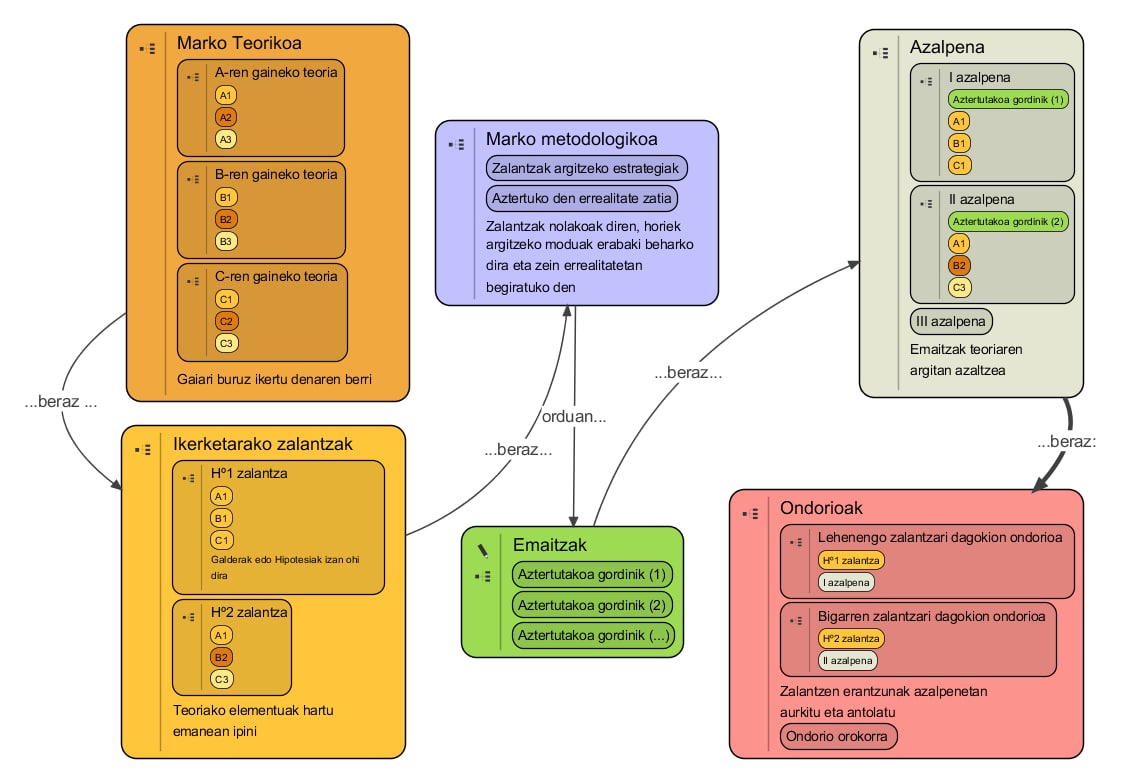 Marko Teorikoa
A-ren gaineko teoria
A1
A2
A3
B-ren gaineko teoria
B1
B2
B3
C-ren gaineko teoria
C1
C2
C3
Gaiari buruz ikertu denaren berri
...beraz ...
Ikerketarako zalantzak
Hº1 zalantza
A1
B1
C1
Galderak edo Hipotesiak izan ohi
dira
Hº2 zalantza
A1
B2
C3
Teoriako elementuak hartu
emanean ipini
...beraz...
Marko metodologikoa
Zalantzak argitzeko estrategiak
Aztertuko den errealitate zatia
Zalantzak nolakoak diren, horiek
argitzeko moduak erabaki beharko
dira eta zein errealitatetan
begiratuko den
orduan...
Emaitzak
Aztertutakoa gordinik (1)
Aztertutakoa gordinik (2)
Aztertutakoa gordinik (...)
...beraz...
Azalpena
I azalpena
Aztertutakoa gordinik (1)
A1
B1
C1
II azalpena
Aztertutakoa gordinik (2)
A1
B2
C3
III azalpena
Emaitzak teoriaren
argitan azaltzea
...beraz:
Ondorioak
Lehenengo zalantzari dagokion ondorioa
Hº1 zalantza
I azalpena
Bigarren zalantzari dagokion ondorioa
Hº2 zalantza
II azalpena
Zalantzen erantzunak azalpenetan
aurkitu eta antolatu
Ondorio orokorra